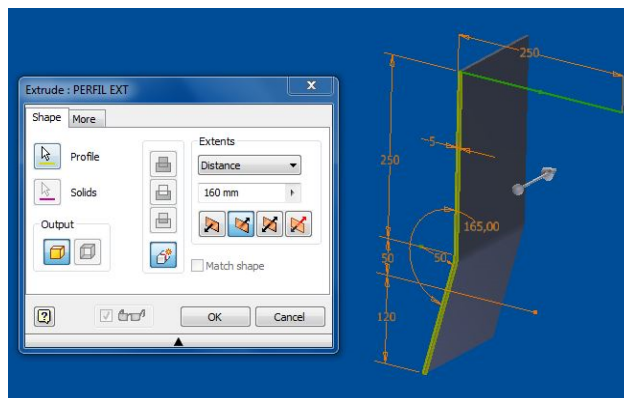 Extrude : PERFIL EXT
Shape
More
Profile
Solids
Output
Extents
Distance
160 mm
Match shape
OK
Cancel
250
5
250
165,00
50
50
120